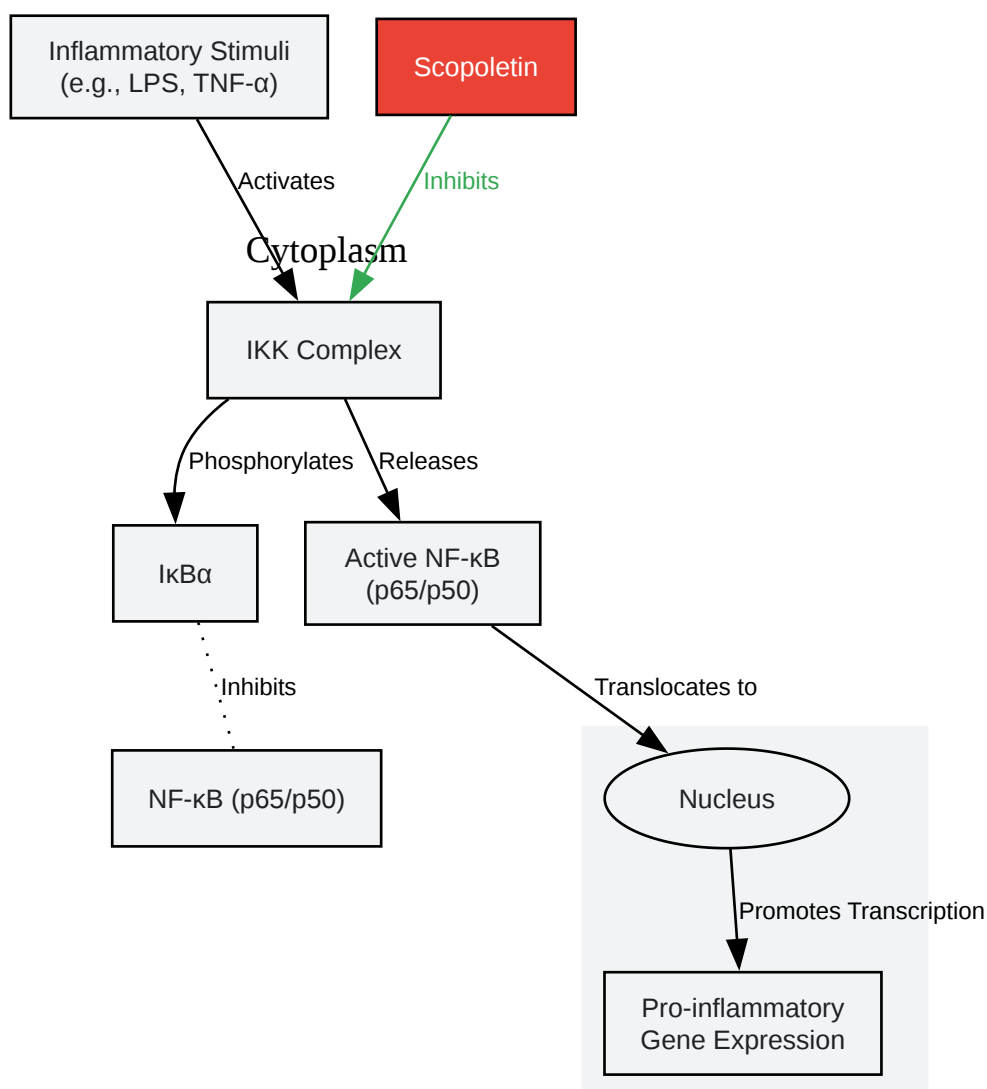 Inflammatory Stimuli
(e.g., LPS, TNF-α)
Scopoletin
Activates
Inhibits
Cytoplasm
IKK Complex
Phosphorylates
Releases
IκBα
Active NF-κB
(p65/p50)
Inhibits
Translocates to
NF-κB (p65/p50)
Nucleus
Promotes Transcription
Pro-inflammatory
Gene Expression